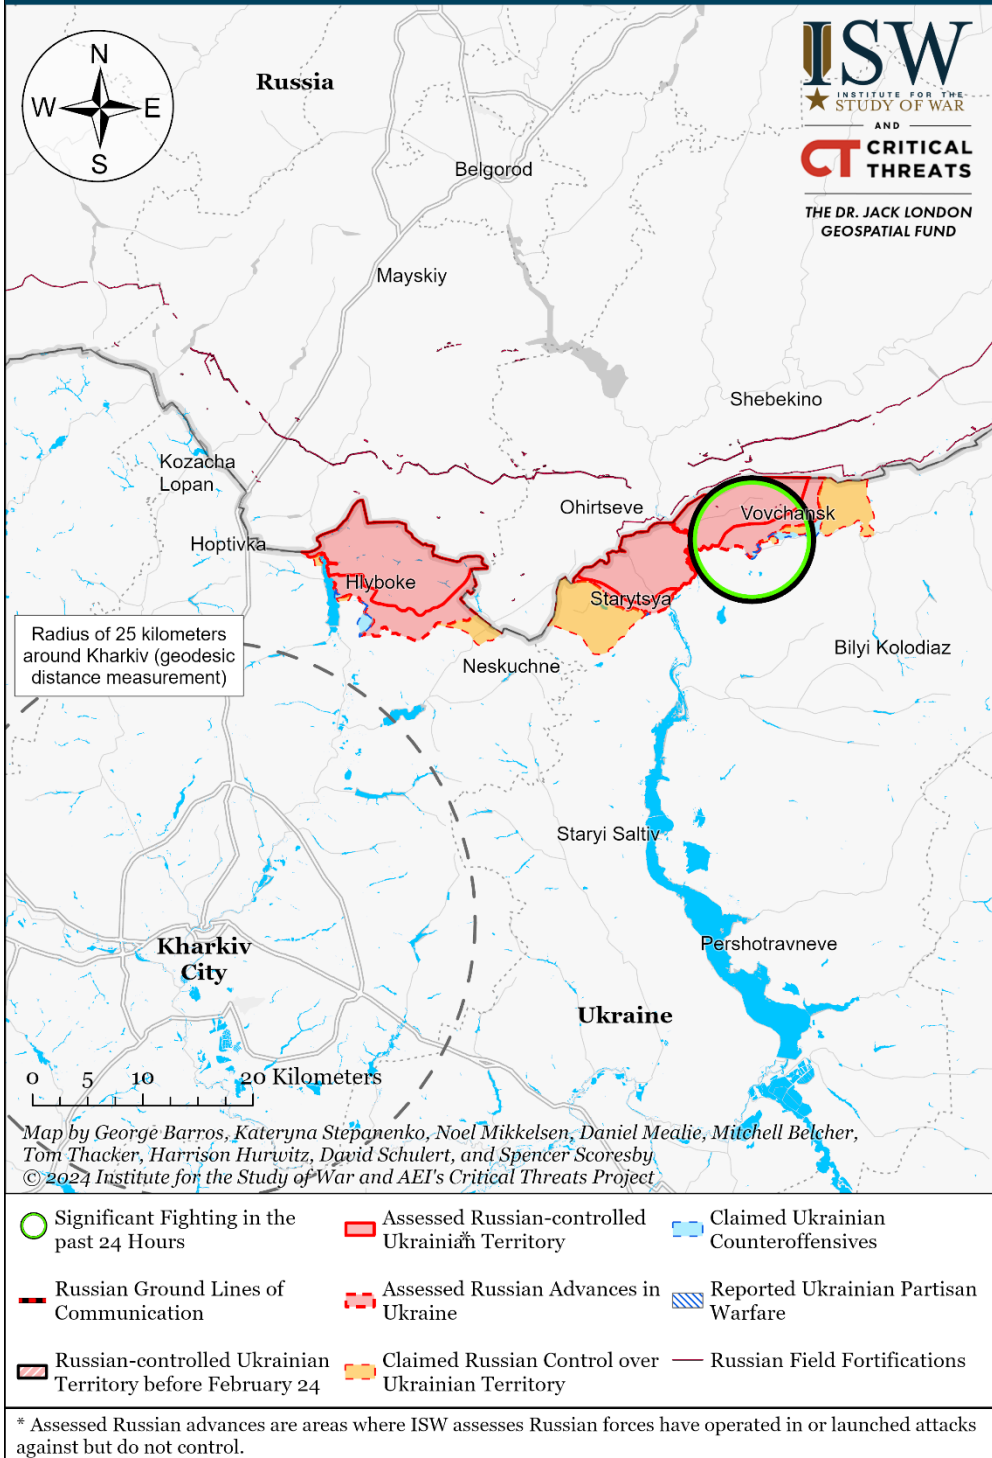 N
W
E
S
Russia
ISW
INSTITUTE FOR THE
STUDY OF WAR
AND
CT CRITICAL
THREATS
THE DR. JACK LONDON
GEOSPATIAL FUND
Belgorod
Mayskiy
Shebekino
Kozacha
Lopan
Ohirtseve
Vovchansk
Hoptivka
Hlyboke
Starytsya
Radius of 25 kilometers
around Kharkiv (geodesic
distance measurement)
Neskuchne
Bilyi Kolodiaz
Staryi Saltiv
Kharkiv
City
Pershotravneve
Ukraine
0 5 10 20 Kilometers
Map by George Barros, Kateryna Stepanenko, Noel Mikkelsen, Daniel Mealie, Mitchell Belcher,
Tom Thacker, Harrison Hurwitz, David Schulert, and Spencer Scoresby
© 2024 Institute for the Study of War and AEI's Critical Threats Project
Significant Fighting in the
past 24 Hours
Assessed Russian-controlled
Ukrainian Territory
*
Claimed Ukrainian
Counteroffensives
Russian Ground Lines of
Communication
Assessed Russian Advances in
Ukraine
Reported Ukrainian Partisan
Warfare
Russian-controlled Ukrainian
Territory before February 24
Claimed Russian Control over
Ukrainian Territory
Russian Field Fortifications
* Assessed Russian advances are areas where ISW assesses Russian forces have operated in or launched attacks
against but do not control.